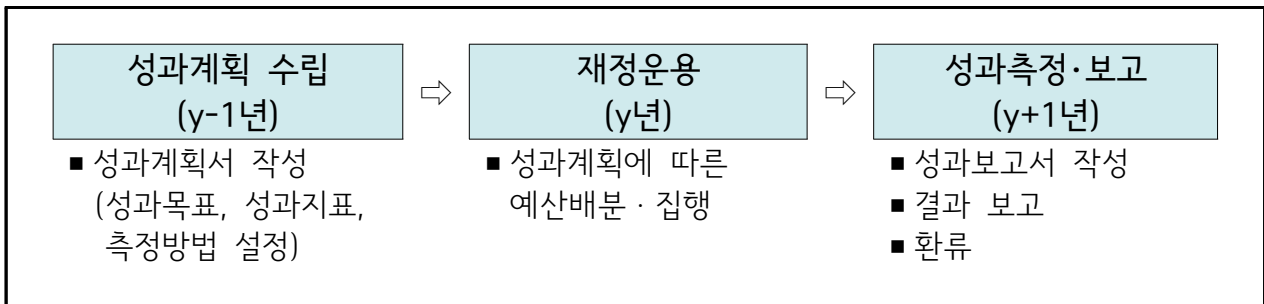 성과계획 수립
(y-1년)
■ 성과계획서 작성
(성과목표, 성과지표,
측정방법 설정)
⇨
재정운용
(y년)
■ 성과계획에 따른
예산배분·집행
⇨
성과측정·보고
(y+1년)
■ 성과보고서 작성
■ 결과 보고
■ 환류